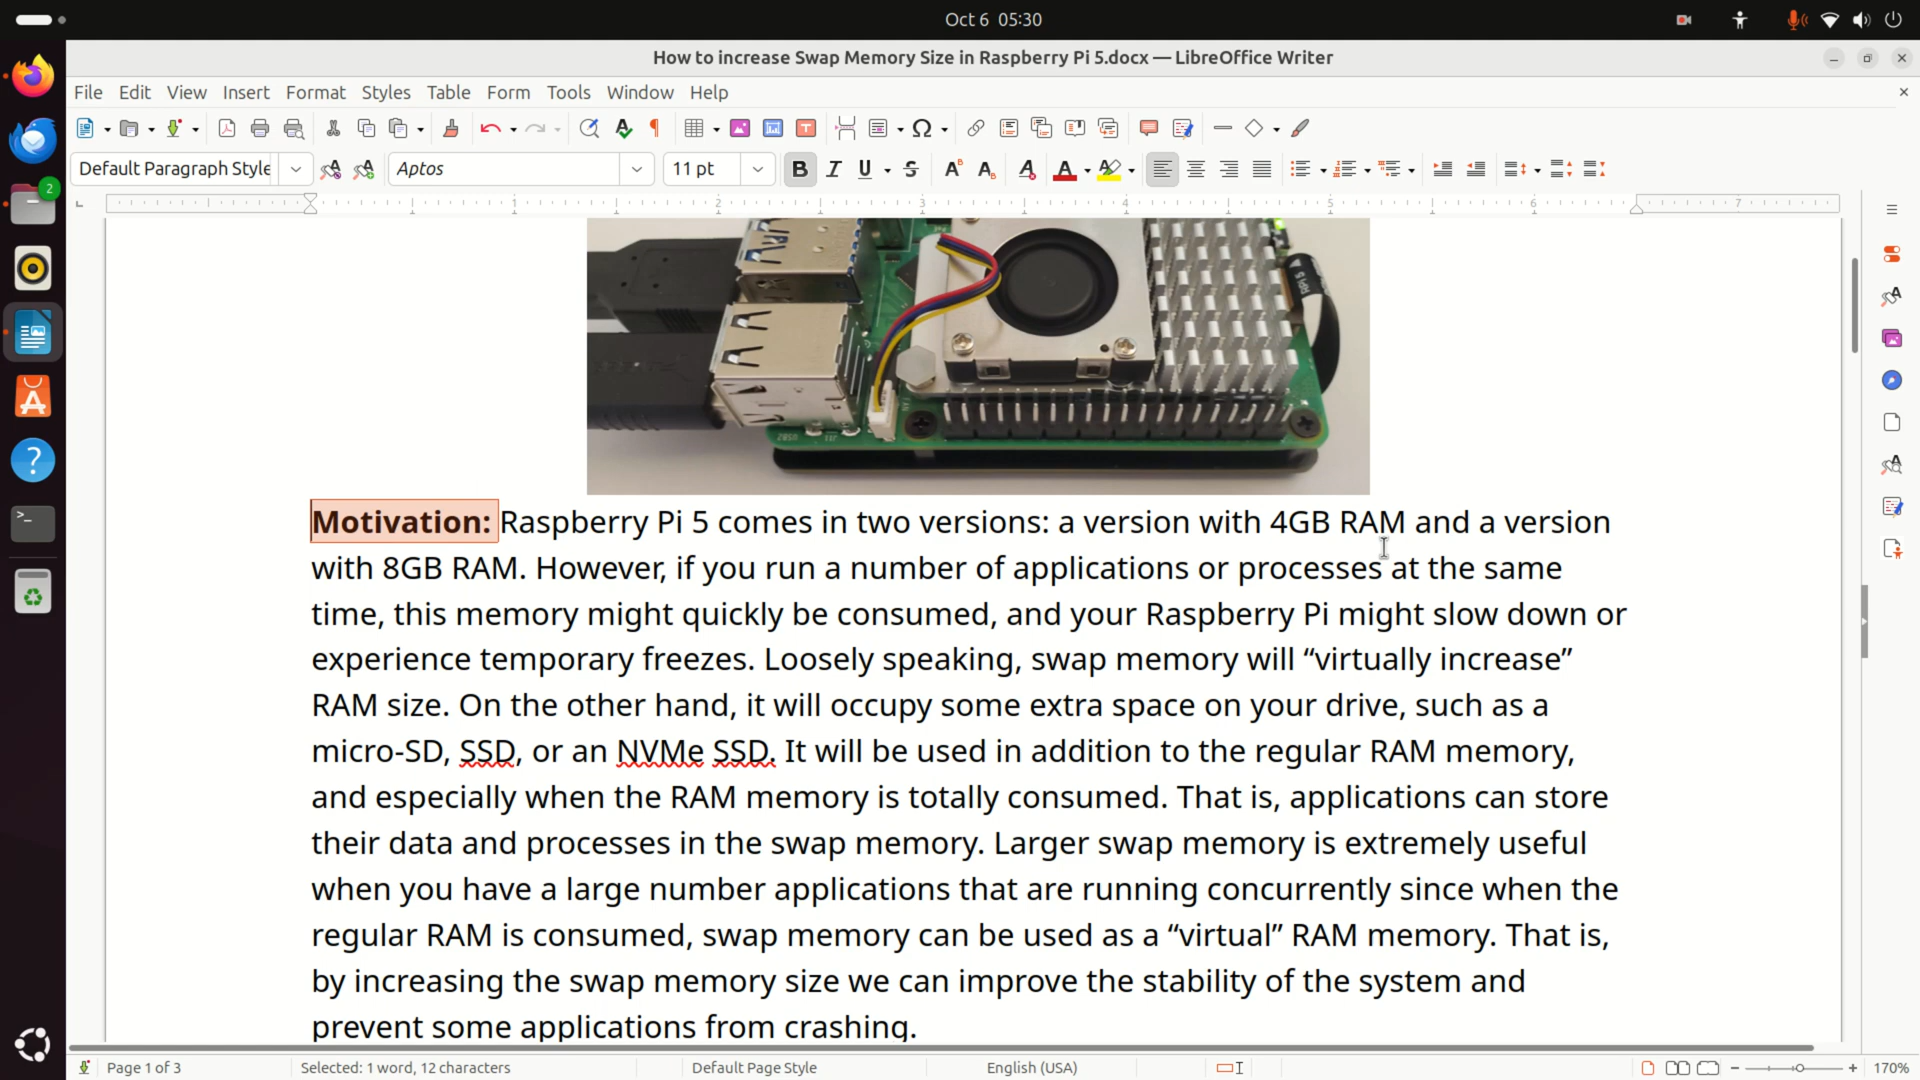 Oct 6 05:30
How to increase Swap Memory Size in Raspberry Pi 5.docx — LibreOffice Writer
File Edit View Insert Format Styles Table Form Tools Window Help
Default Paragraph Style Aptos 11 pt
2 3 4 5 6 7
Motivation: Raspberry Pi 5 comes in two versions: a version with 4GB RAM and a version
with 8GB RAM. However, if you run a number of applications or processes at the same
time, this memory might quickly be consumed, and your Raspberry Pi might slow down or
experience temporary freezes. Loosely speaking, swap memory will “virtually increase”
RAM size. On the other hand, it will occupy some extra space on your drive, such as a
micro-SD, SSD, or an NVMe SSD. It will be used in addition to the regular RAM memory,
and especially when the RAM memory is totally consumed. That is, applications can store
their data and processes in the swap memory. Larger swap memory is extremely useful
when you have a large number applications that are running concurrently since when the
regular RAM is consumed, swap memory can be used as a “virtual” RAM memory. That is,
by increasing the swap memory size we can improve the stability of the system and
prevent some applications from crashing.
Page 1 of 3 Selected: 1 word, 12 characters Default Page Style English (USA) 170%